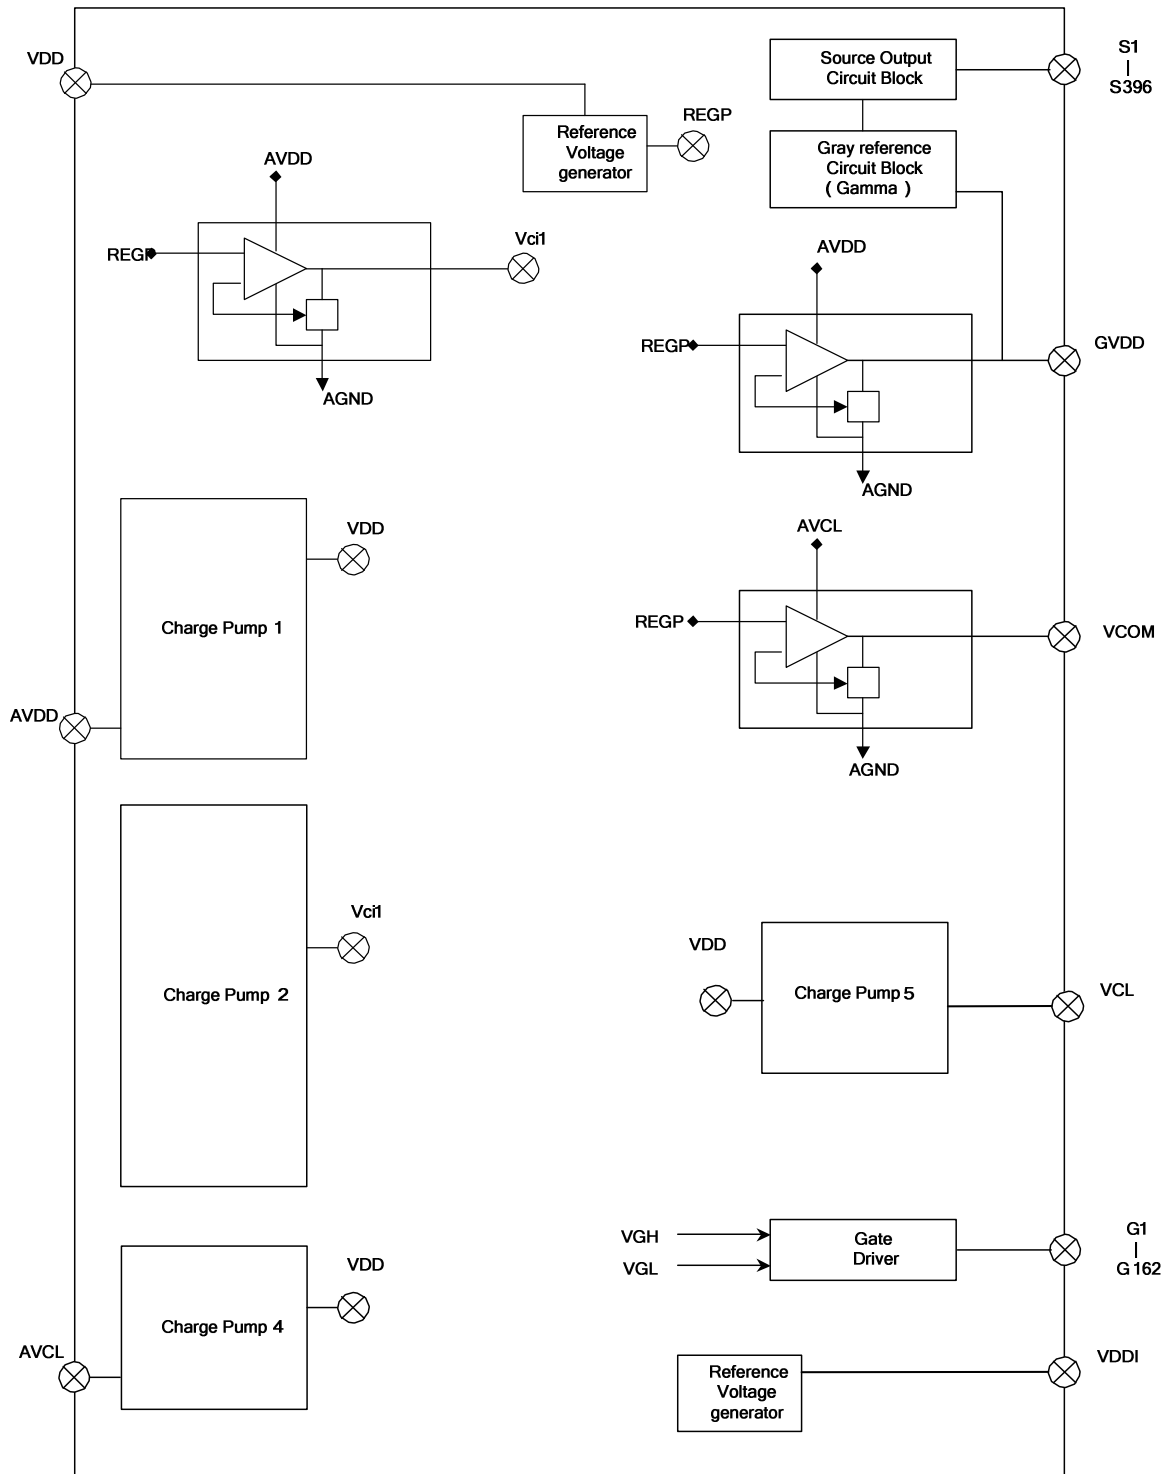 VDD
Source Output
Circuit Block
S1
S396
Reference
Voltage
generator
REGP
Gray reference
Circuit Block
( Gamma )
AVDD
REGP
Vci1
AGND
AVDD
REGP
GVDD
AGND
VDD
Charge Pump 1
AVDD
AVCL
REGP
VCOM
AGND
Vci1
Charge Pump 2
VDD
Charge Pump 5
VCL
VGH
VGL
Gate
Driver
G1
G162
VDD
Charge Pump 4
AVCL
Reference
Voltage
generator
VDDI